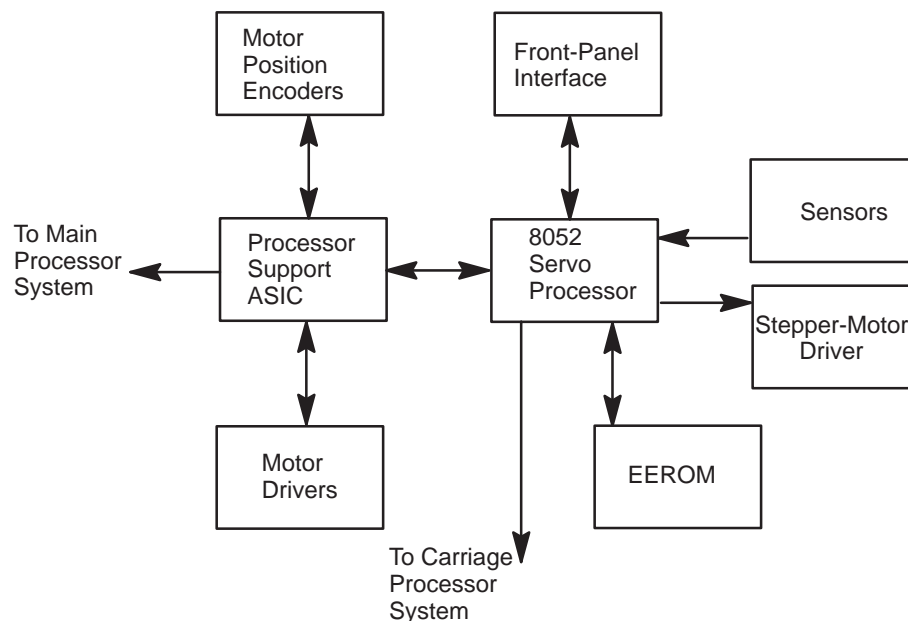 Motor
Position
Encoders
Front-Panel
Interface
Sensors
To Main
Processor
System
Processor
Support
ASIC
8052
Servo
Processor
Stepper-Motor
Driver
Motor
Drivers
EEROM
To Carriage
Processor
System